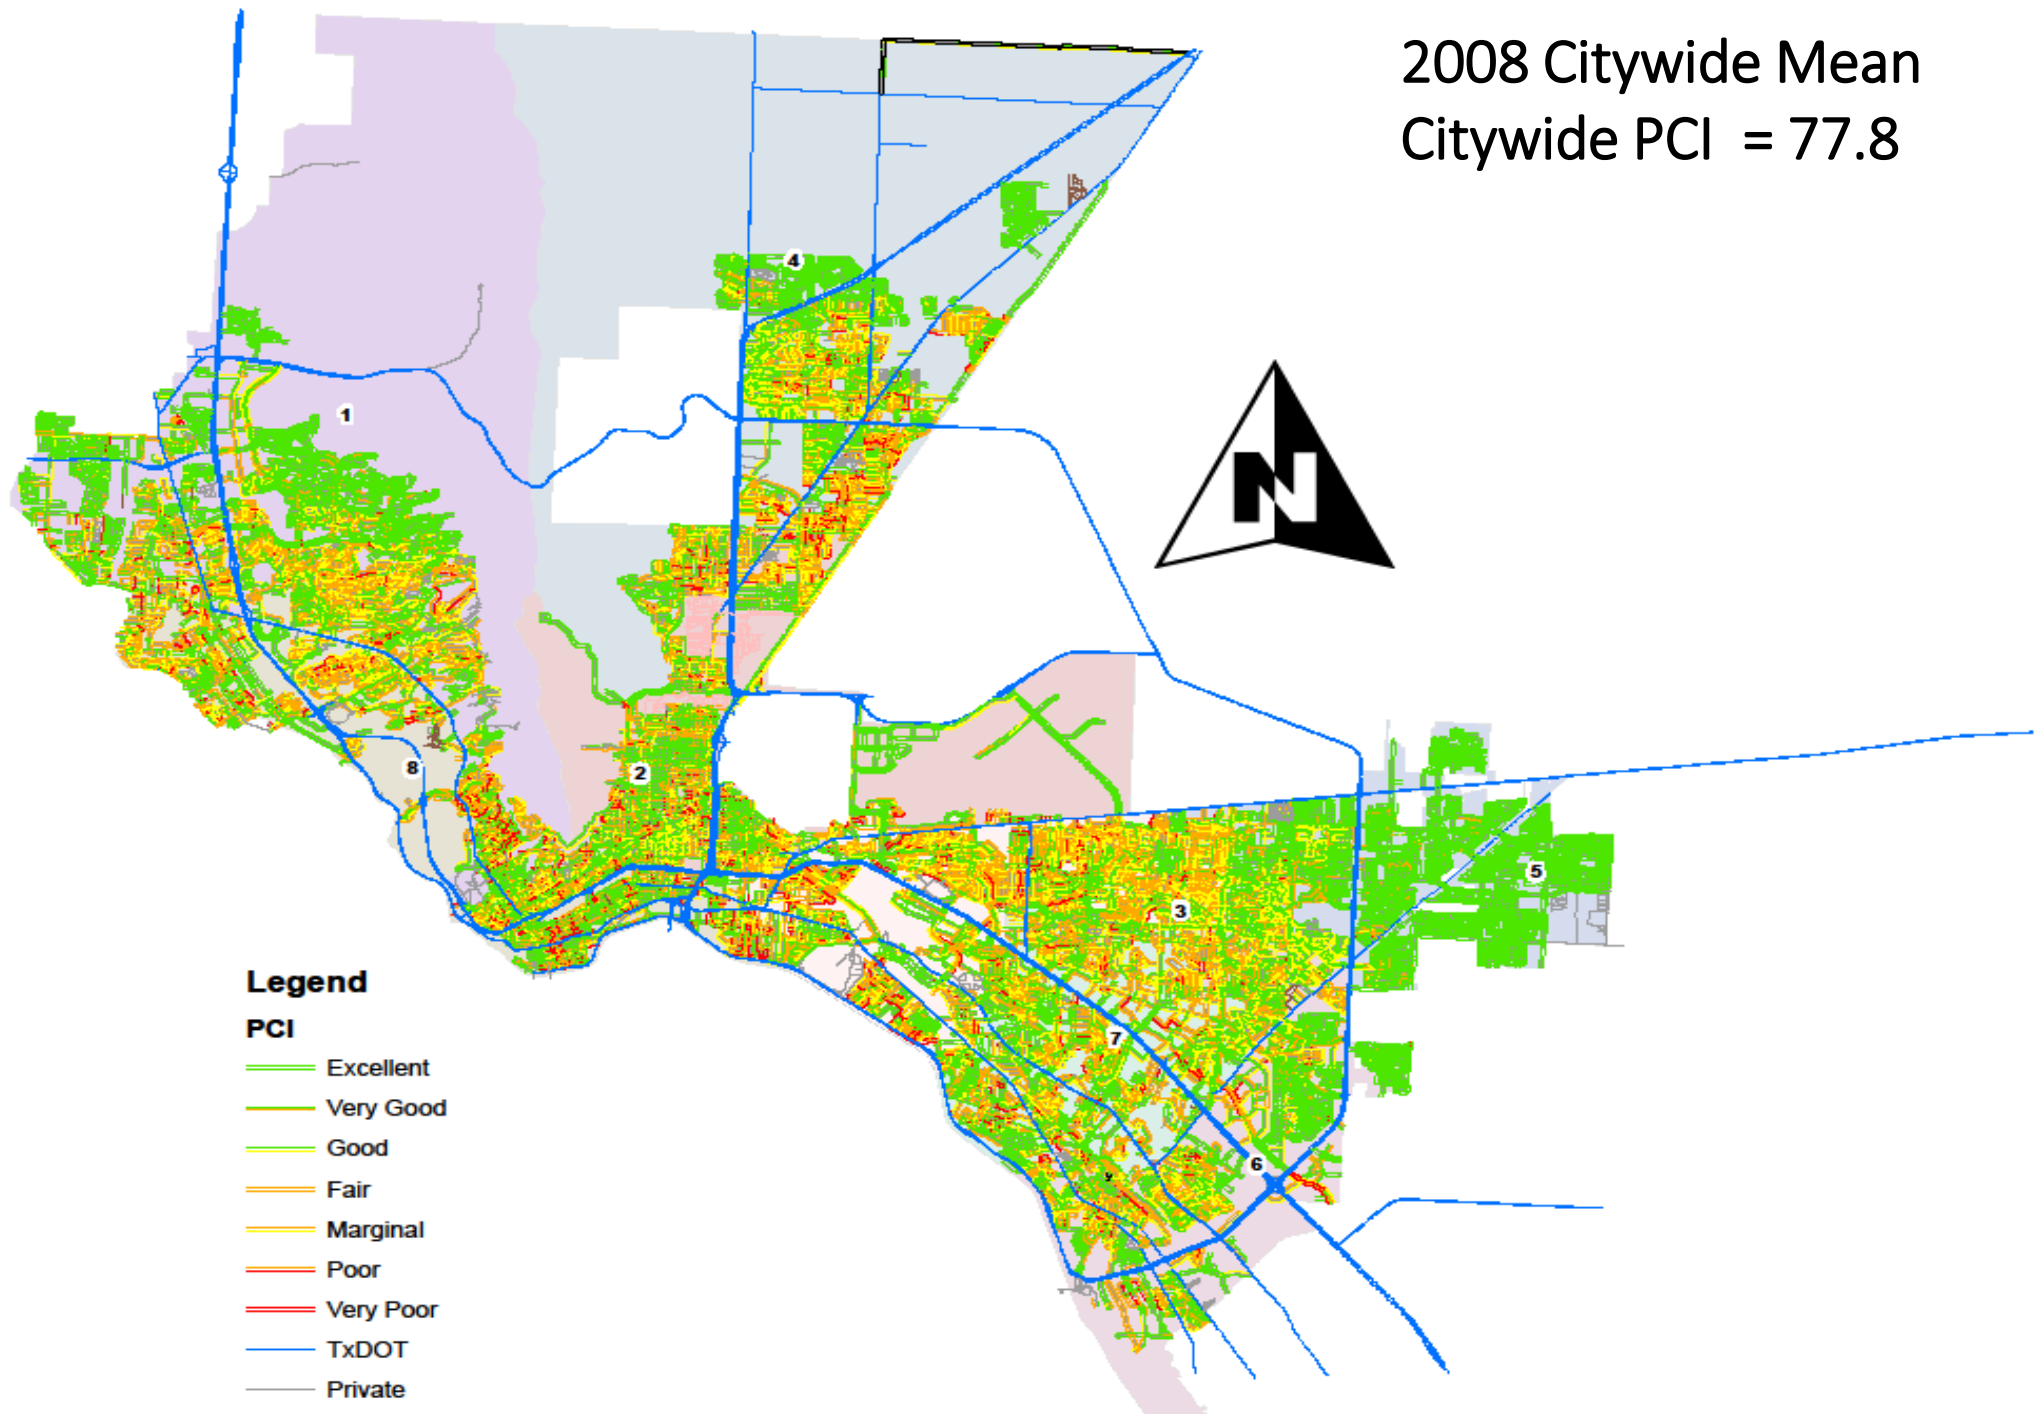 2008 Citywide Mean
Citywide PCI = 77.8
4
N
1
2
8
5
3
7
6
Legend
PCI
Excellent
Very Good
Good
Fair
Marginal
Poor
Very Poor
TxDOT
Private